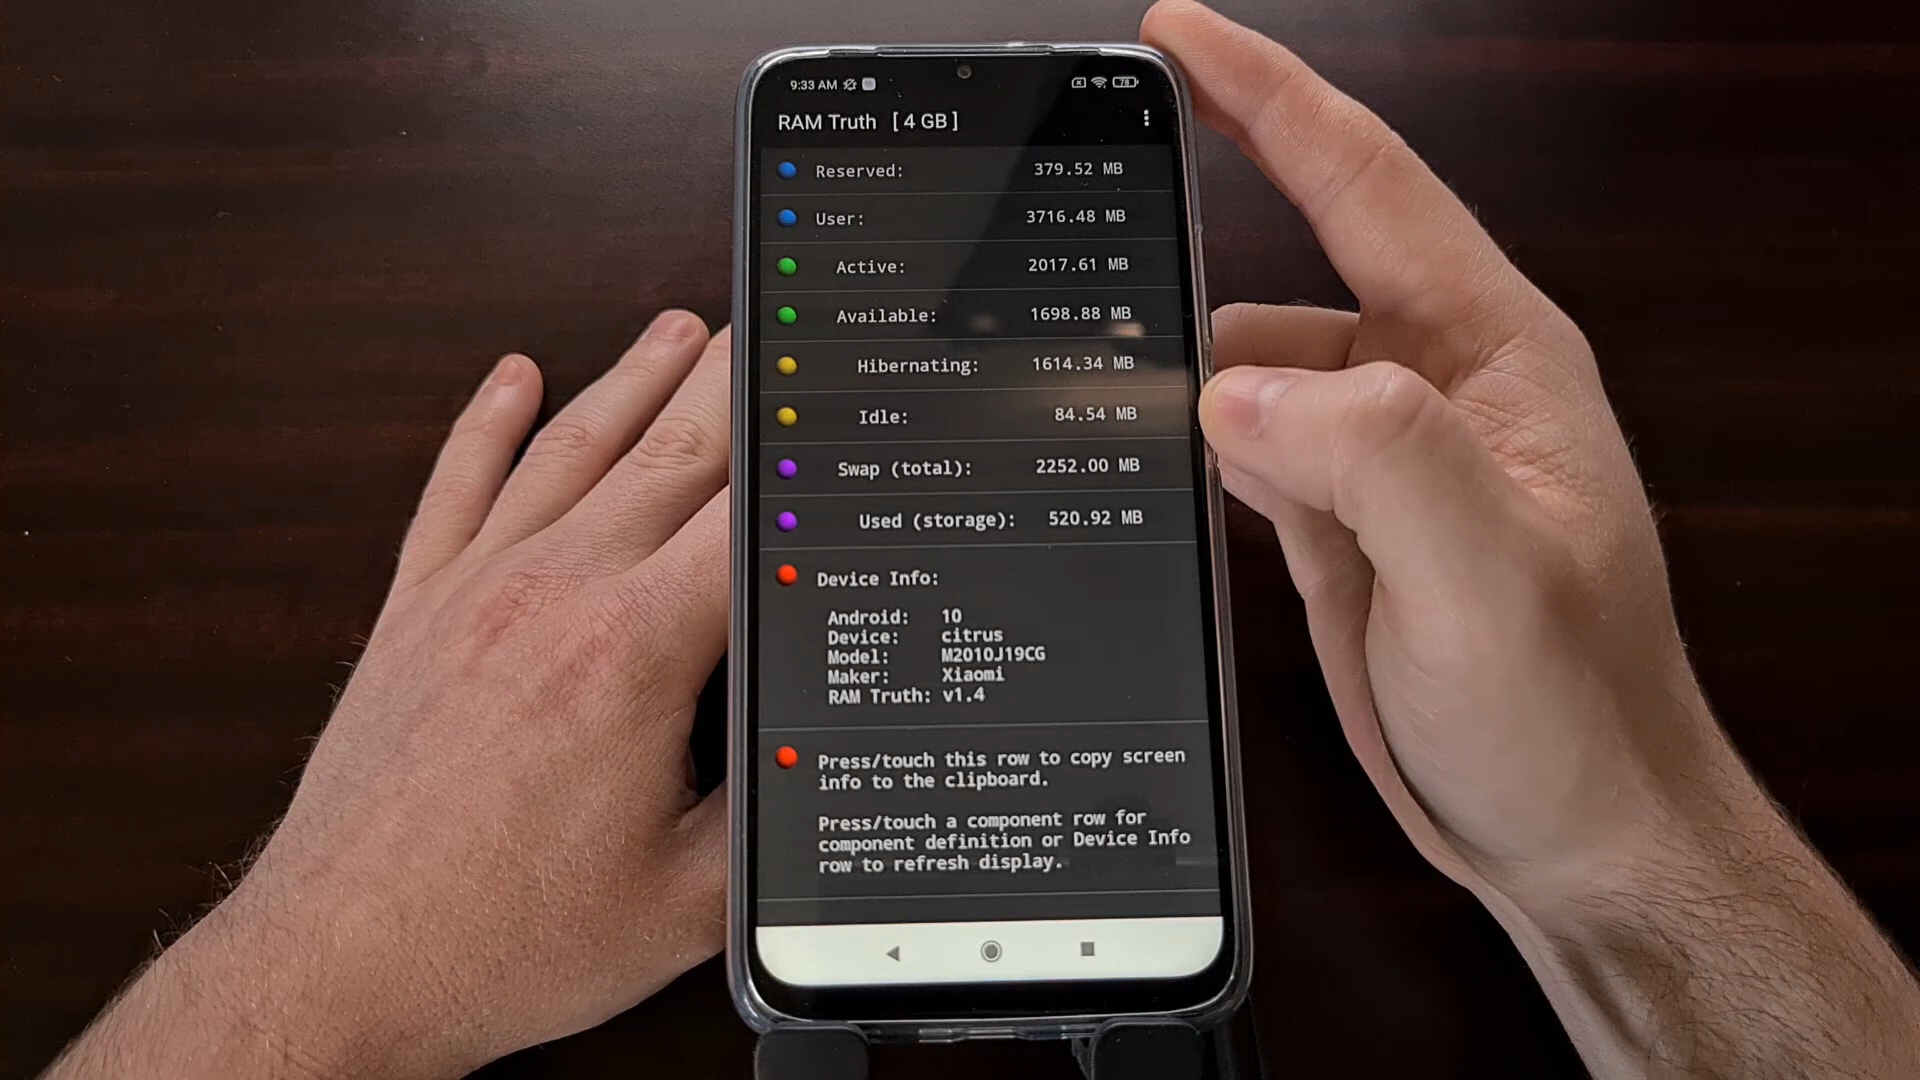 9:33 AM 78
RAM Truth [ 4 GB ]
Reserved: 379.52 MB
User: 3716.48 MB
Active: 2017.61 MB
Available: 1698.88 MB
Hibernating: 1614.34 MB
Idle: 84.54 MB
Swap (total): 2252.00 MB
Used (storage): 520.92 MB
Device Info:
Android: 10
Device: citrus
Model: M2010J19CG
Maker: Xiaomi
RAM Truth: v1.4
Press/touch this row to copy screen
info to the clipboard.
Press/touch a component row for
component definition or Device Info
row to refresh display.